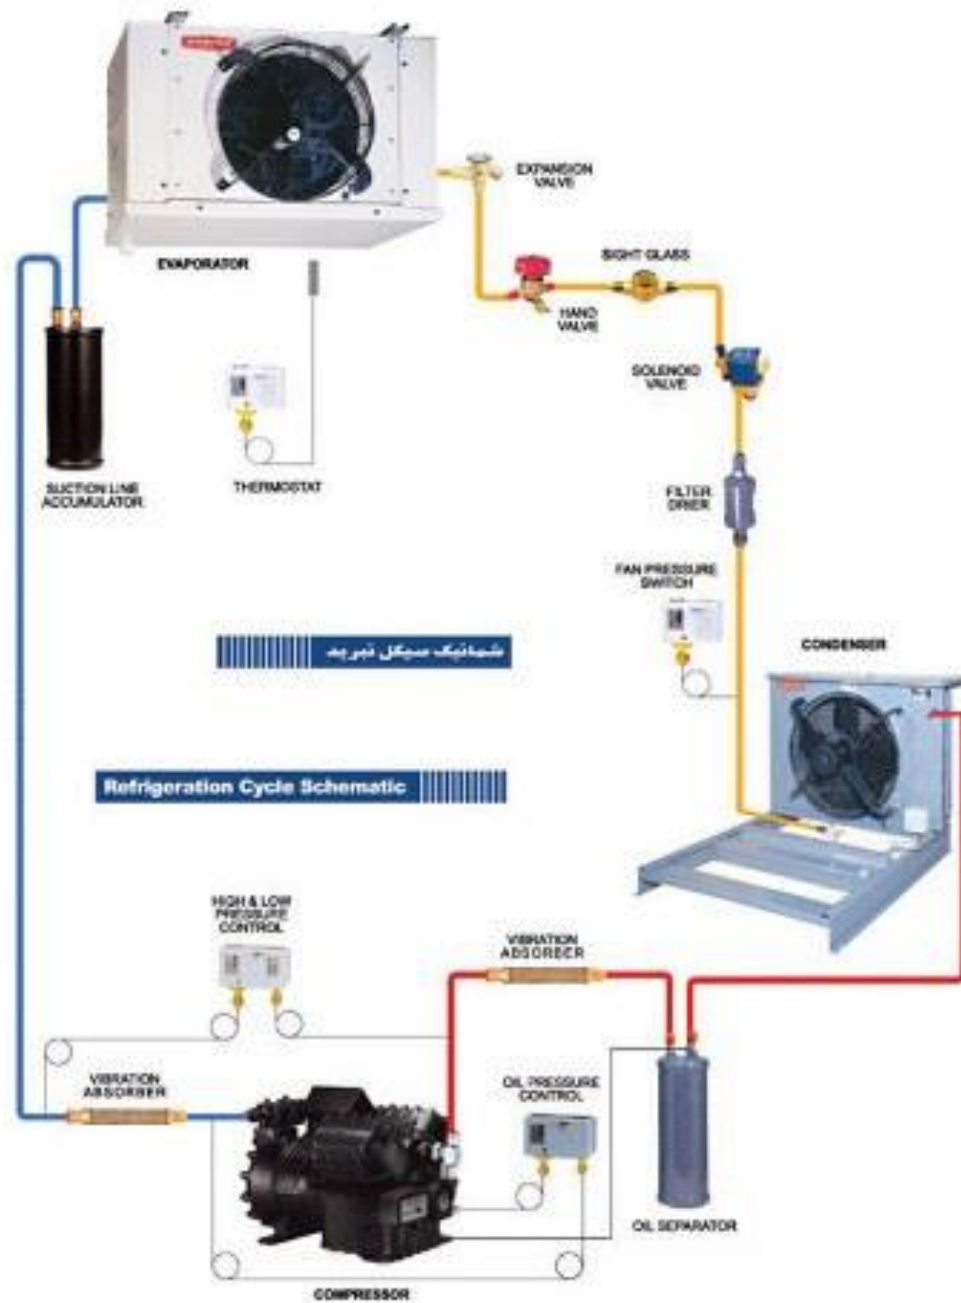 EXPANSION
VALVE
EVAPORATOR
SIGHT GLASS
HAND
VALVE
SOLENOID
VALVE
SUCTION LINE
ACCUMULATOR
THERMOSTAT
FILTER
DRIER
FAN PRESSURE
SWITCH
شماتیک سیکل تبرید
CONDENSER
Refrigeration Cycle Schematic
HIGH & LOW
PRESSURE
CONTROL
VIBRATION
ABSORBER
VIBRATION
ABSORBER
OIL PRESSURE
CONTROL
OIL SEPARATOR
COMPRESSOR